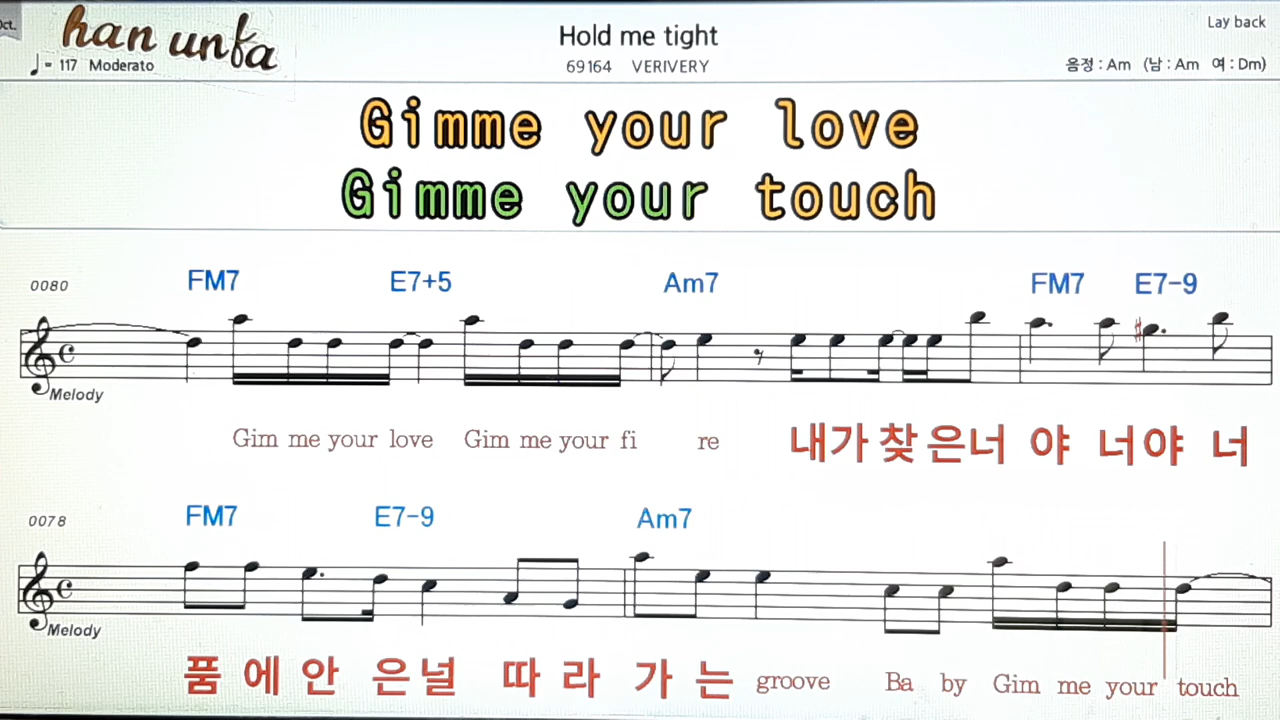 Oct.
han unfa
Hold me tight
Lay back
♩= 117 Moderato
69164 VERIVERY
음정 : Am (남 : Am 여 : Dm)
Gimme your love
Gimme your touch
0080
FM7 E7+5 Am7 FM7 E7-9
Melody
Gim me your love Gim me your fi re 내가 찾 은너 야 너야 너
0078
FM7 E7-9 Am7
Melody
품 에 안 은널 따 라 가 는 groove Ba by Gim me your touch